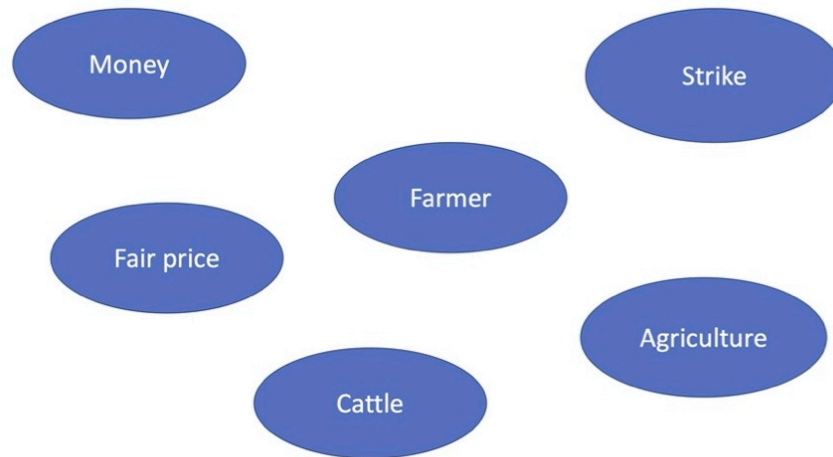 Money
Strike
Farmer
Fair price
Agriculture
Cattle